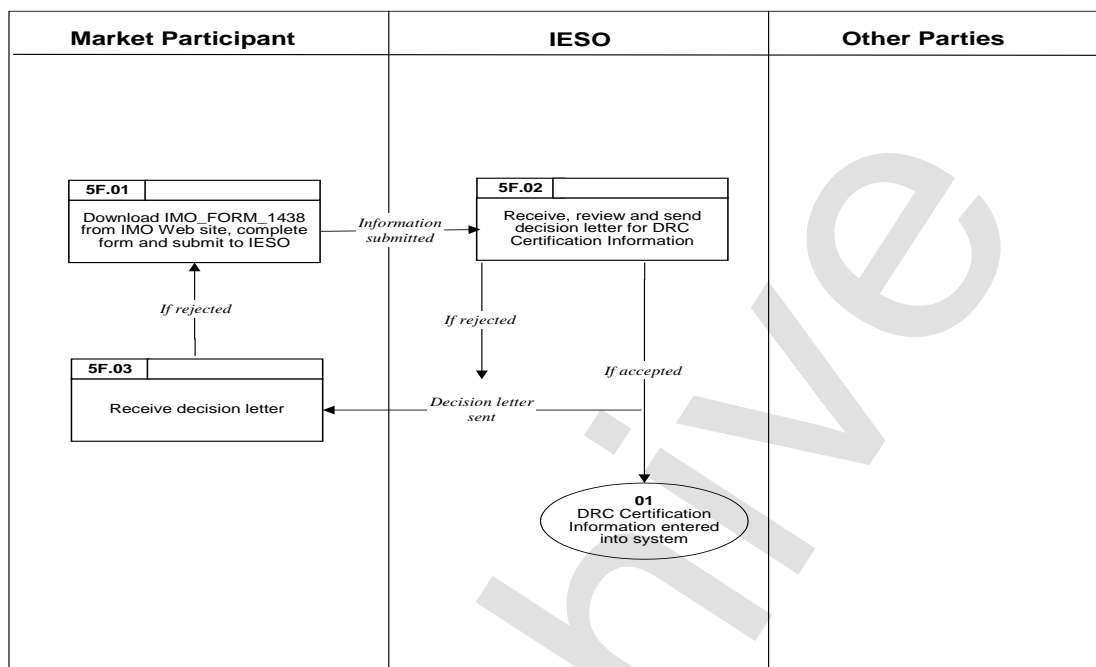 Market Participant
IESO
Other Parties
5F.01
Download IMO_FORM_1438
from IMO Web site, complete
form and submit to IESO
Information
submitted
5F.02
Receive, review and send
decision letter for DRC
Certification Information
If rejected
If rejected
If accepted
5F.03
Receive decision letter
Decision letter
sent
01
DRC Certification
Information entered
into system
hive